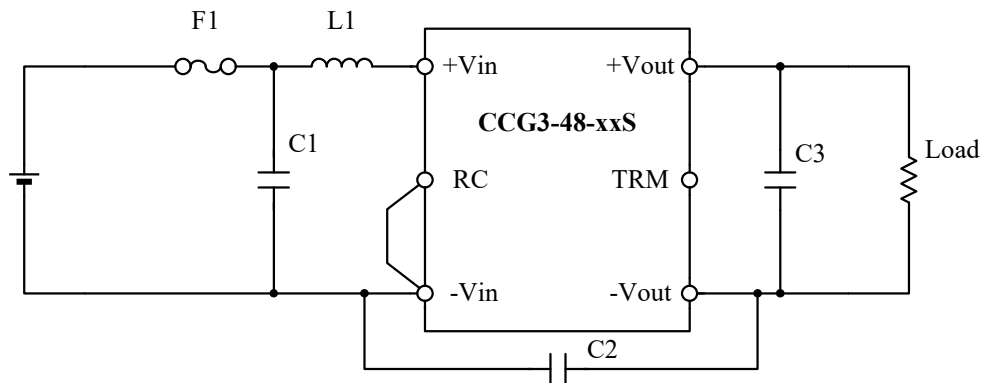 F1
L1
+Vin
+Vout
CCG3-48-xxS
C1
C3
Load
RC
TRM
-Vin
-Vout
C2